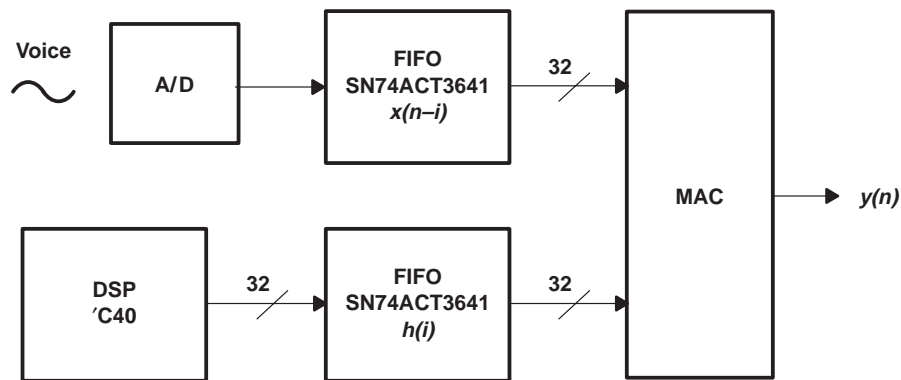 Voice
A/D
FIFO
SN74ACT3641
x(n–i)
32
MAC
y(n)
DSP
′C40
32
FIFO
SN74ACT3641
h(i)
32